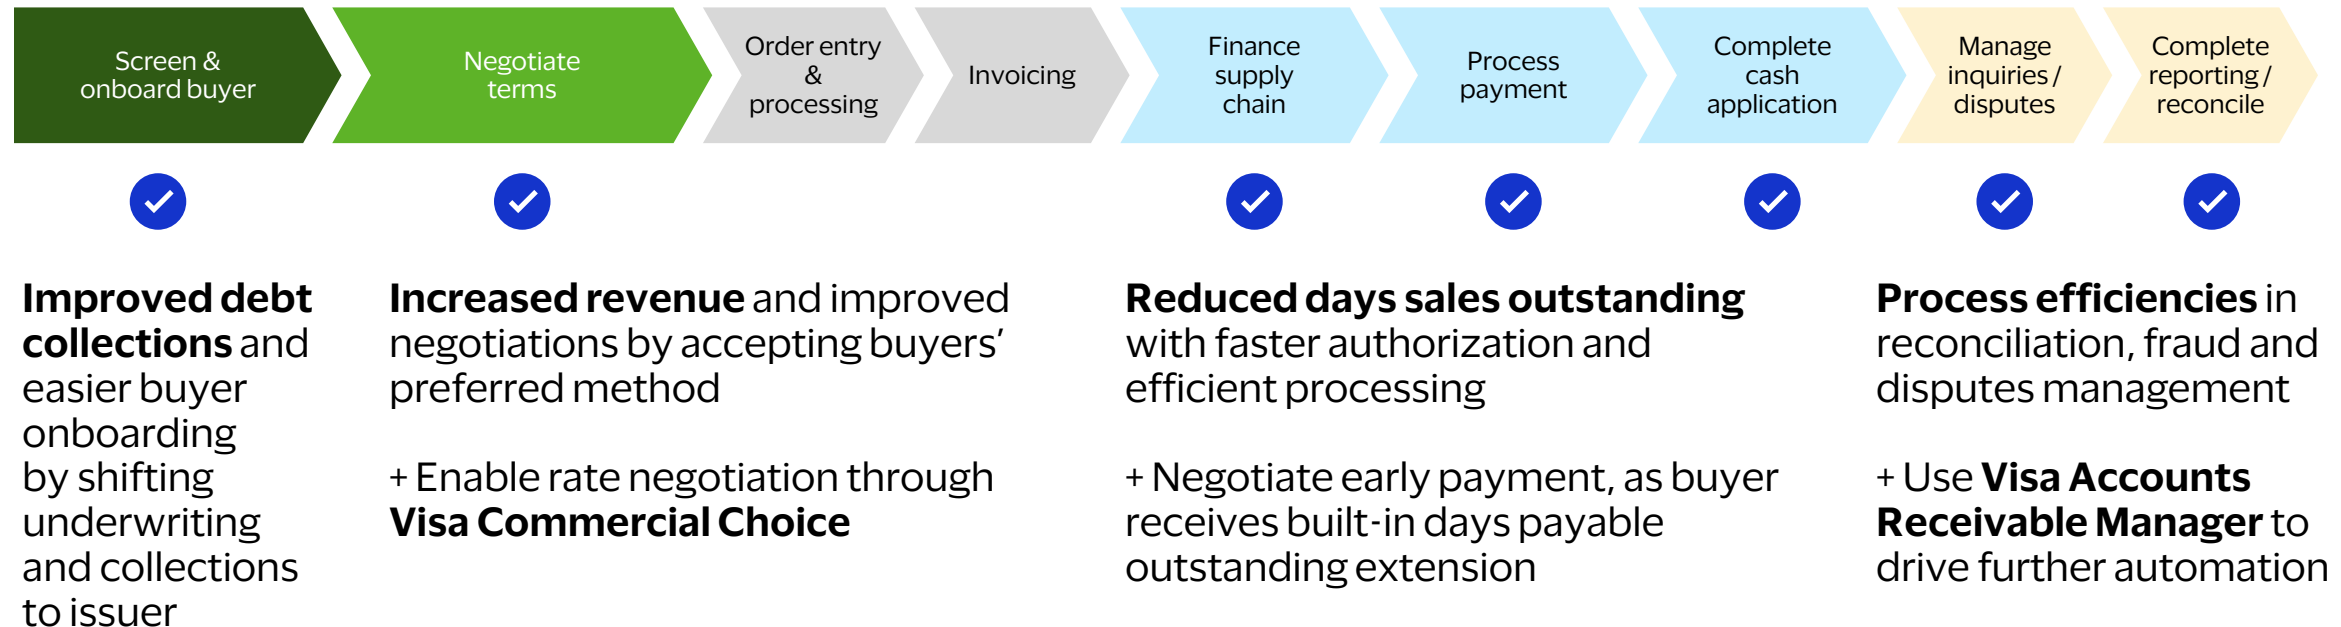 Screen &
onboard buyer
Negotiate
terms
Order entry
&
processing
Invoicing
Finance
supply
chain
Process
payment
Complete
cash
application
Manage
inquiries /
disputes
Complete
reporting /
reconcile
Improved debt
collections and
easier buyer
onboarding
by shifting
underwriting
and collections
to issuer
Increased revenue and improved
negotiations by accepting buyers’
preferred method
+ Enable rate negotiation through
Visa Commercial Choice
Reduced days sales outstanding
with faster authorization and
efficient processing
+ Negotiate early payment, as buyer
receives built-in days payable
outstanding extension
Process efficiencies in
reconciliation, fraud and
disputes management
+ Use Visa Accounts
Receivable Manager to
drive further automation